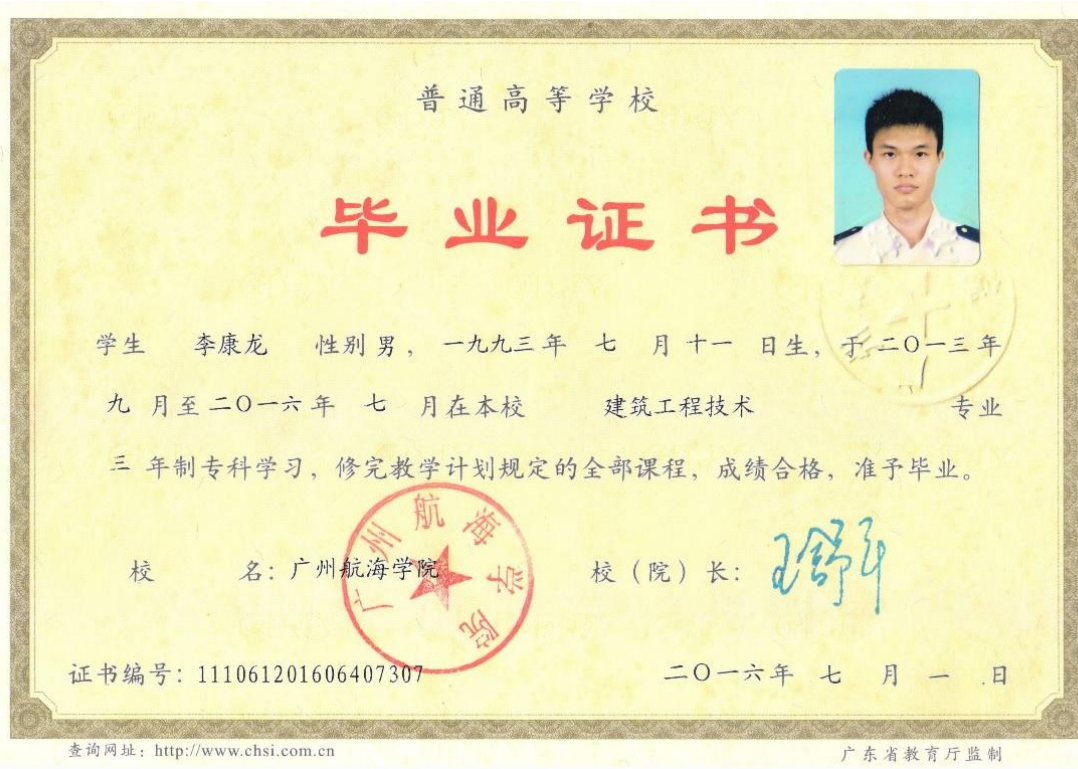 普通高等学校
毕业证书
学生 李康龙 性别 男，一九九三年 七 月 十一 日生，于二〇一三年
九 月至二〇一六年 七 月在本校 建筑工程技术 专业
三 年制专科学习，修完教学计划规定的全部课程，成绩合格，准予毕业。
广州航海学院
校 名：广州航海学院 校（院）长：
证书编号：111061201606407307 二〇一六年 七 月 一 日
查询网址：http://www.chsi.com.cn 广东省教育厅监制